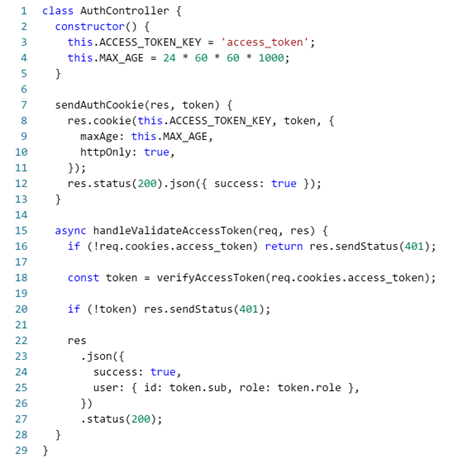 1 class AuthController {
2   constructor() {
3     this.ACCESS_TOKEN_KEY = 'access_token';
4     this.MAX_AGE = 24 * 60 * 60 * 1000;
5   }
6
7   sendAuthCookie(res, token) {
8     res.cookie(this.ACCESS_TOKEN_KEY, token, {
9       maxAge: this.MAX_AGE,
10       httpOnly: true,
11     });
12     res.status(200).json({ success: true });
13   }
14
15   async handleValidateAccessToken(req, res) {
16     if (!req.cookies.access_token) return res.sendStatus(401);
17
18     const token = verifyAccessToken(req.cookies.access_token);
19
20     if (!token) res.sendStatus(401);
21
22     res
23       .json({
24         success: true,
25         user: { id: token.sub, role: token.role },
26       })
27       .status(200);
28   }
29 }